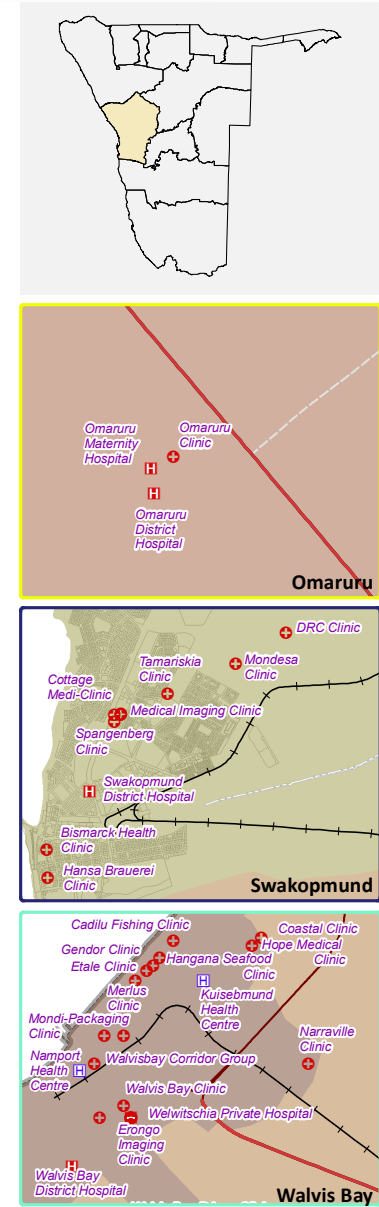 Omaruru
Maternity
Hospital
Omaruru
Clinic
H
H
Omaruru
District
Hospital
Omaruru
DRC Clinic
Tamariskia
Clinic
Mondesa
Clinic
Cottage
Medi-Clinic
Medical Imaging Clinic
Spangenberg
Clinic
H
Swakopmund
District Hospital
Bismarck Health
Clinic
Hansa Brauerei
Clinic
Swakopmund
Cadilu Fishing Clinic
Coastal Clinic
Gendor Clinic
Hope Medical
Clinic
Etale Clinic
Hangana Seafood
Clinic
Merlus
Clinic
H
Kuisebmund
Health
Centre
Mondi-Packaging
Clinic
Narraville
Clinic
Namport
Health
Centre
H
Walvisbay Corridor Group
Walvis Bay Clinic
Welwitschia Private Hospital
Erongo
Imaging
Clinic
H
Walvis Bay
District Hospital
Walvis Bay